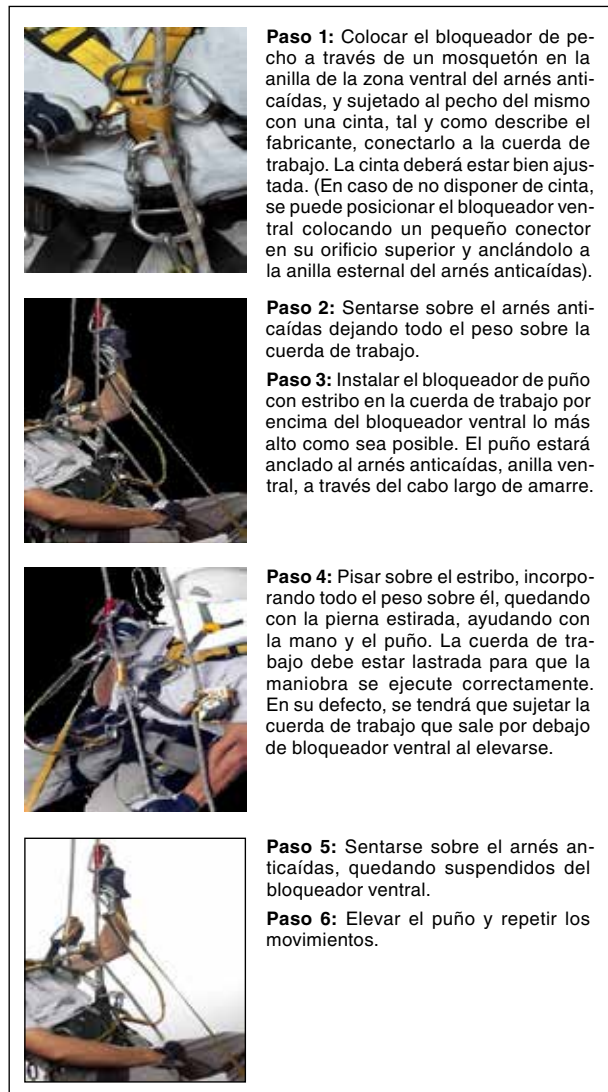 Paso 1: Colocar el bloqueador de pe-
cho a través de un mosquetón en la
anilla de la zona ventral del arnés anti-
caídas, y sujetado al pecho del mismo
con una cinta, tal y como describe el
fabricante, conectarlo a la cuerda de
trabajo. La cinta deberá estar bien ajus-
tada. (En caso de no disponer de cinta,
se puede posicionar el bloqueador ven-
tral colocando un pequeño conector
en su orificio superior y anclándolo a
la anilla esternal del arnés anticaídas).
Paso 2: Sentarse sobre el arnés anti-
caídas dejando todo el peso sobre la
cuerda de trabajo.
Paso 3: Instalar el bloqueador de puño
con estribo en la cuerda de trabajo por
encima del bloqueador ventral lo más
alto como sea posible. El puño estará
anclado al arnés anticaídas, anilla ven-
tral, a través del cabo largo de amarre.
Paso 4: Pisar sobre el estribo, incorpo-
rando todo el peso sobre él, quedando
con la pierna estirada, ayudando con
la mano y el puño. La cuerda de tra-
bajo debe estar lastrada para que la
maniobra se ejecute correctamente.
En su defecto, se tendrá que sujetar la
cuerda de trabajo que sale por debajo
de bloqueador ventral al elevarse.
Paso 5: Sentarse sobre el arnés an-
ticaídas, quedando suspendidos del
bloqueador ventral.
Paso 6: Elevar el puño y repetir los
movimientos.